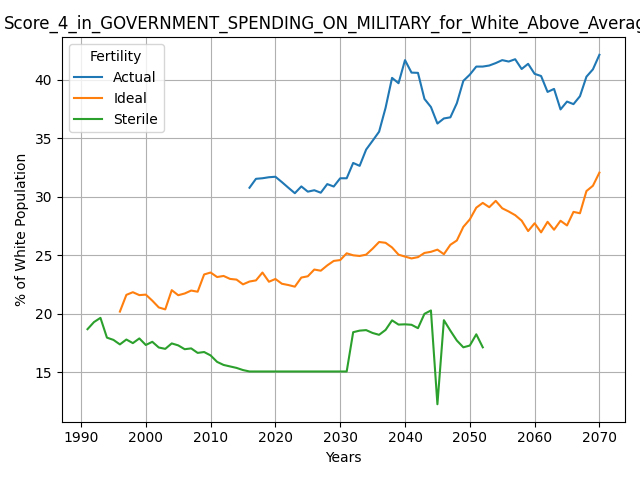 Score_4_in_GOVERNMENT_SPENDING_ON_MILITARY_for_White_Above_Averag
Fertility
Actual
Ideal
Sterile
% of White Population
40
35
30
25
20
15
1990 2000 2010 2020 2030 2040 2050 2060 2070
Years